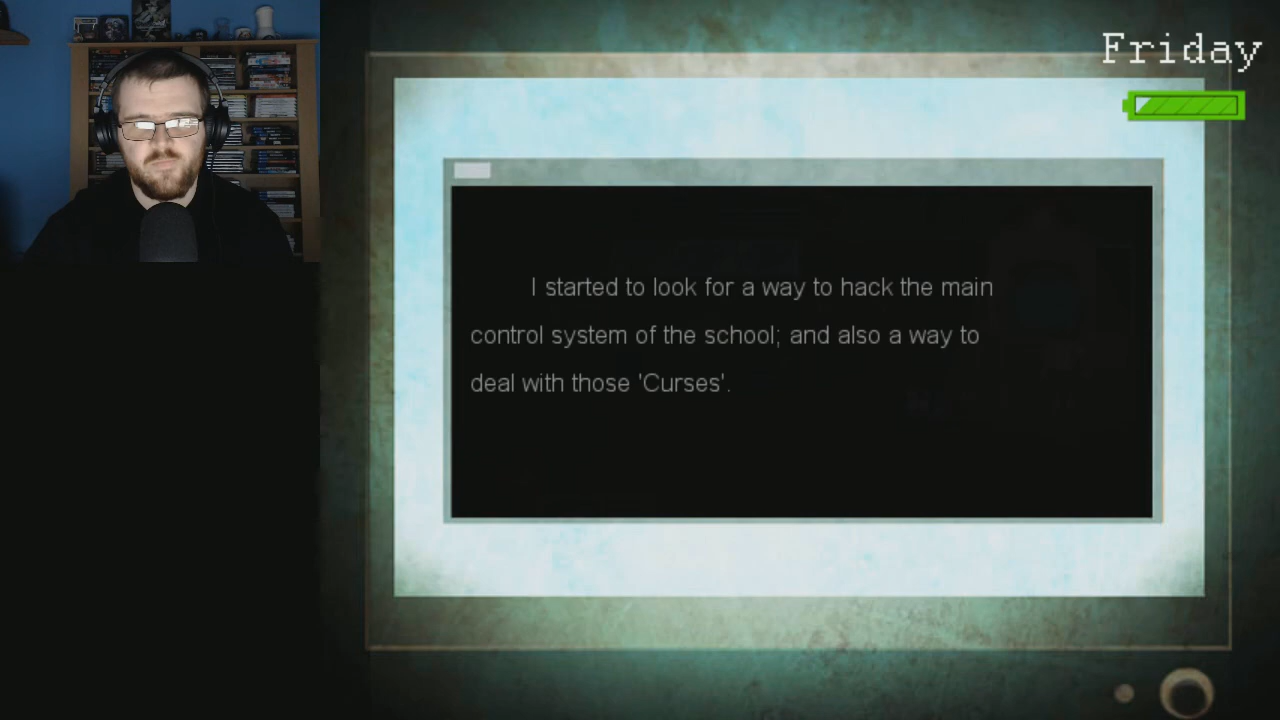 Friday
I started to look for a way to hack the main
control system of the school; and also a way to
deal with those 'Curses'.